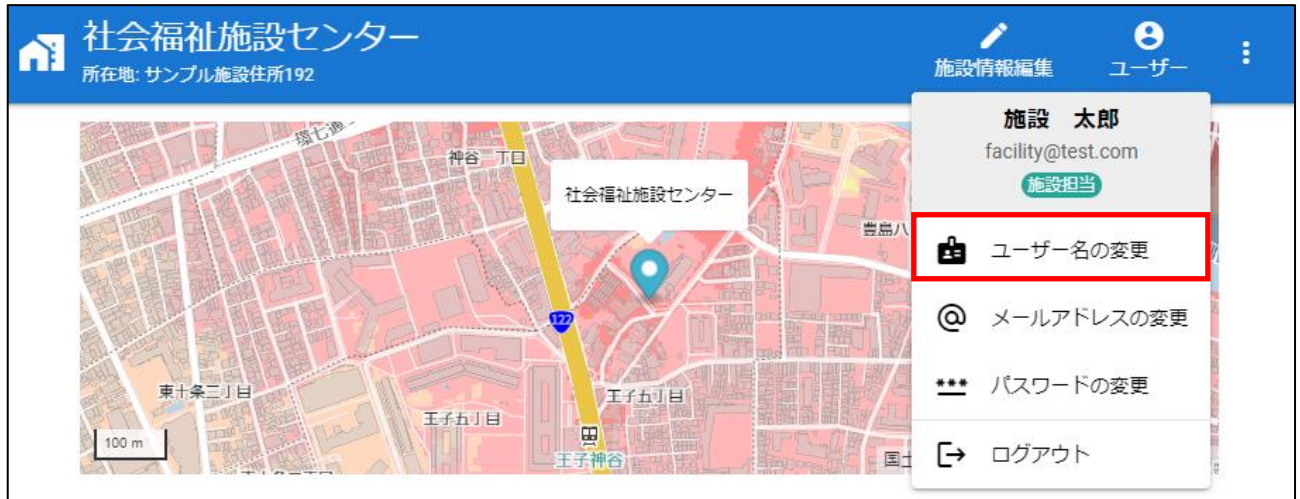 社会福祉施設センター
所在地: サンプル施設住所192
施設情報編集
ユーザー
施設　太郎
facility@test.com
施設担当
ユーザー名の変更
メールアドレスの変更
パスワードの変更
ログアウト
環七通
神谷一丁目
社会福祉施設センター
豊島八
122
東十条三丁目
王子五丁目
王子五丁目
王子神谷
100 m
国土